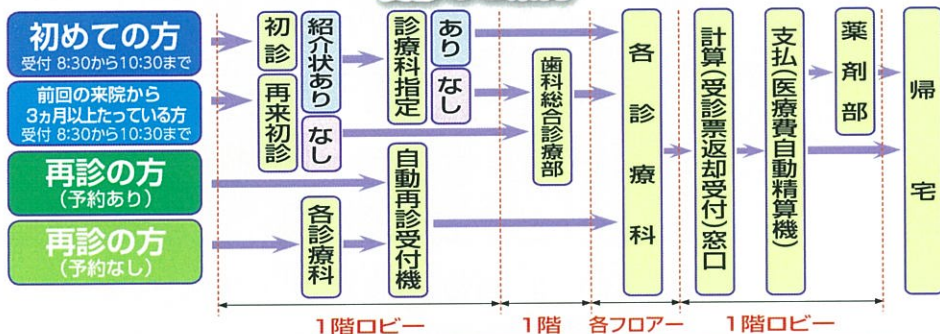 初めての方
受付 8:30から10:30まで
前回の来院から
3ヵ月以上たっている方
受付 8:30から10:30まで
再診の方
(予約あり)
再診の方
(予約なし)
初診
再来初診
紹介状あり
なし
診療科指定
あり
なし
各診療科
自動再診受付機
歯科総合診療部
各診療科
計算(受診票返却受付)窓口
支払(医療費自動精算機)
薬剤部
帰宅
1階ロビー
1階
各フロアー
1階ロビー